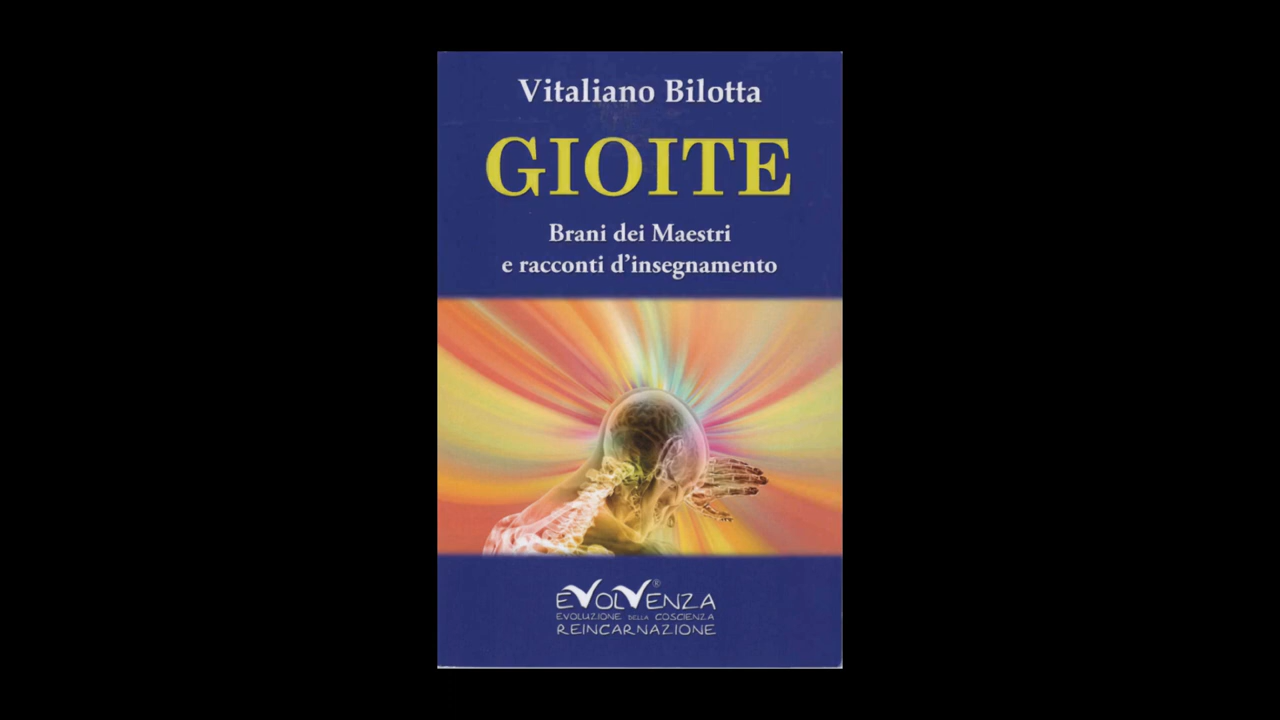 Vitaliano Bilotta
GIOITE
Brani dei Maestri
e racconti d'insegnamento
EVOLVENZA®
EVOLUZIONE DELLA COSCIENZA
REINCARNAZIONE